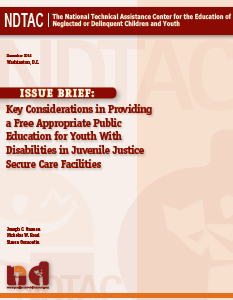 NDTAC
The National Technical Assistance Center for the Education of
Neglected or Delinquent Children and Youth
NDTAC
December 2014
Washington, D.C.
ISSUE BRIEF:
Key Considerations in Providing
a Free Appropriate Public
Education for Youth With
Disabilities in Juvenile Justice
Secure Care Facilities
Joseph C. Gagnon
Nicholas W. Read
Simon Gonsoulin
nd
NDTAC